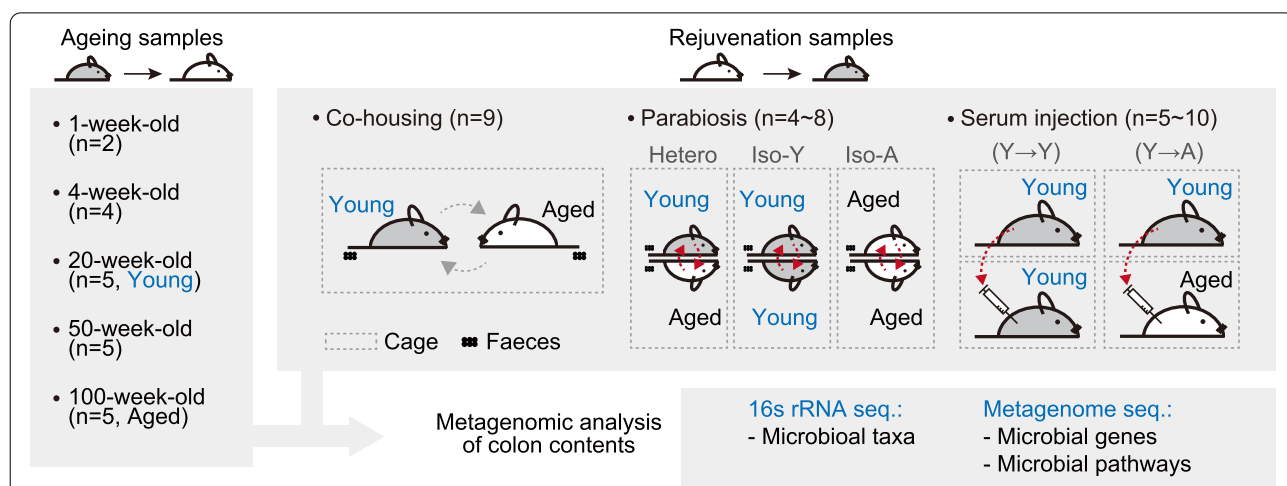 Ageing samples
• 1-week-old
(n=2)
• 4-week-old
(n=4)
• 20-week-old
(n=5, Young)
• 50-week-old
(n=5)
• 100-week-old
(n=5, Aged)
Rejuvenation samples
• Co-housing (n=9)
Young
Aged
Cage
Faeces
• Parabiosis (n=4~8)
Hetero Iso-Y Iso-A
Young Young Aged
Aged Young Aged
• Serum injection (n=5~10)
(Y→Y) (Y→A)
Young Young
Young Aged
Metagenomic analysis
of colon contents
16s rRNA seq.:
- Microbioal taxa
Metagenome seq.:
- Microbial genes
- Microbial pathways